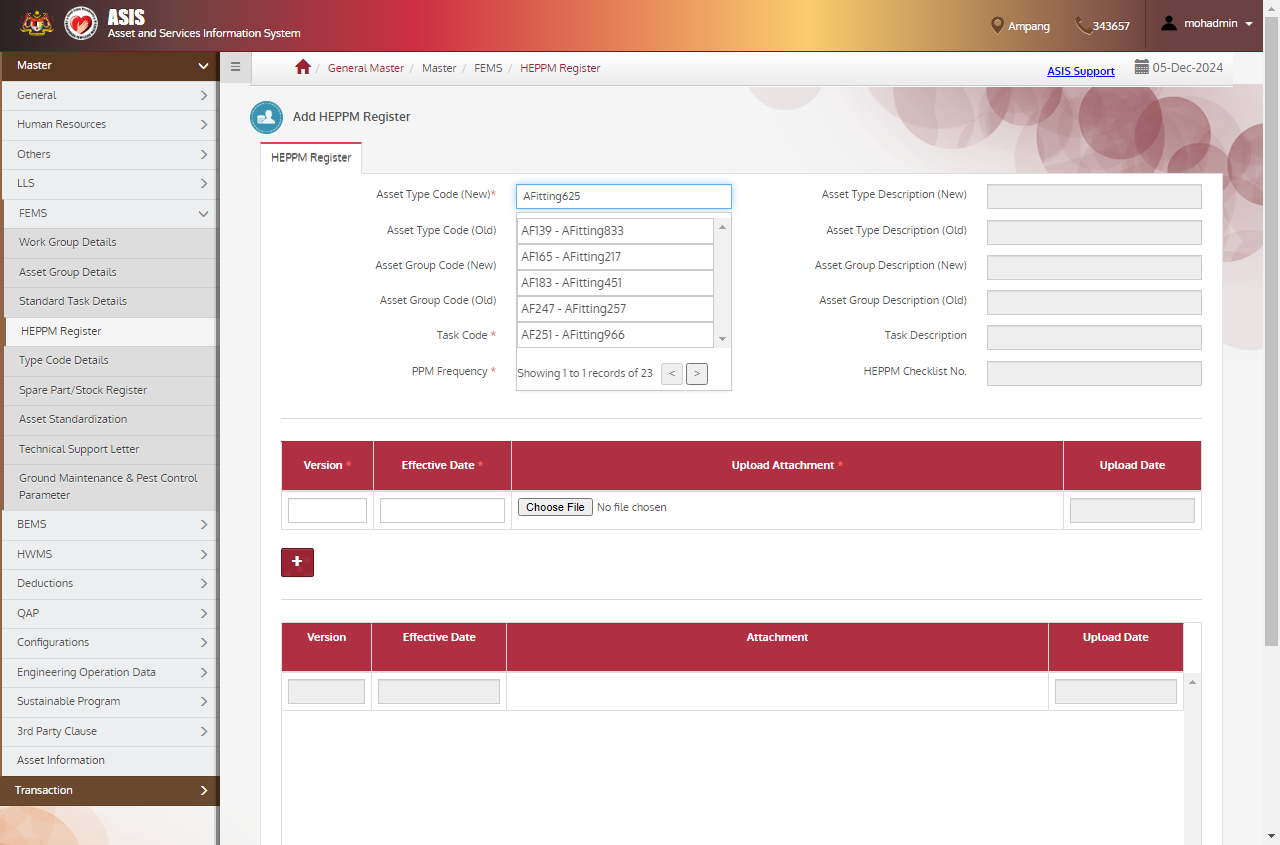 ASIS
Asset and Services Information System
Ampang
343657
mohadmin
Master
General
Human Resources
Others
LLS
FEMS
Work Group Details
Asset Group Details
Standard Task Details
HEPPM Register
Type Code Details
Spare Part/Stock Register
Asset Standardization
Technical Support Letter
Ground Maintenance & Pest Control
Parameter
BEMS
HWMS
Deductions
QAP
Configurations
Engineering Operation Data
Sustainable Program
3rd Party Clause
Asset Information
Transaction
General Master / Master / FEMS / HEPPM Register
ASIS Support
05-Dec-2024
Add HEPPM Register
HEPPM Register
Asset Type Code (New)*
AFitting625
Asset Type Description (New)
Asset Type Code (Old)
Asset Type Description (Old)
Asset Group Code (New)
Asset Group Description (New)
Asset Group Code (Old)
Asset Group Description (Old)
Task Code *
Task Description
PPM Frequency *
HEPPM Checklist No.
AF139 - AFitting833
AF165 - AFitting217
AF183 - AFitting451
AF247 - AFitting257
AF251 - AFitting966
Showing 1 to 1 records of 23 < >
Version * Effective Date * Upload Attachment * Upload Date
Choose File No file chosen
+
Version Effective Date Attachment Upload Date